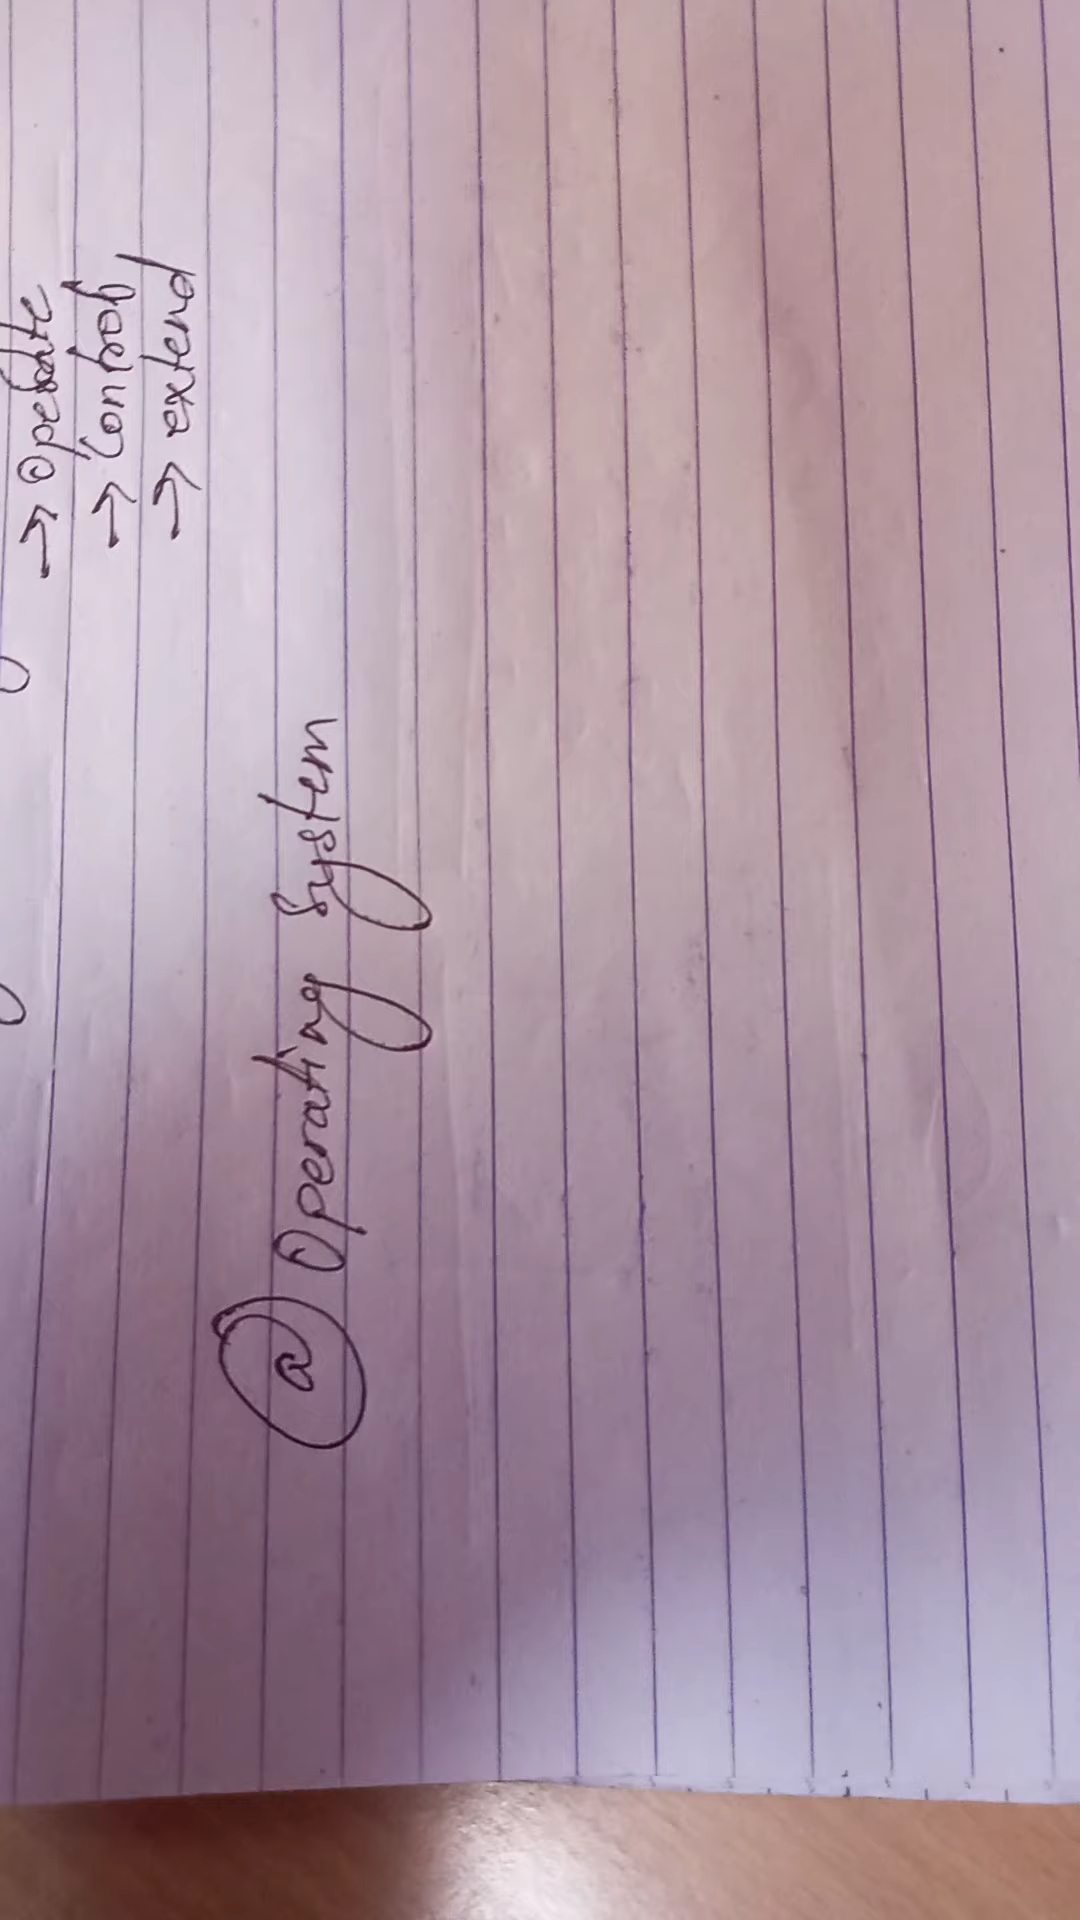 → Operate
→ Control
→ extend
(a) Operating System